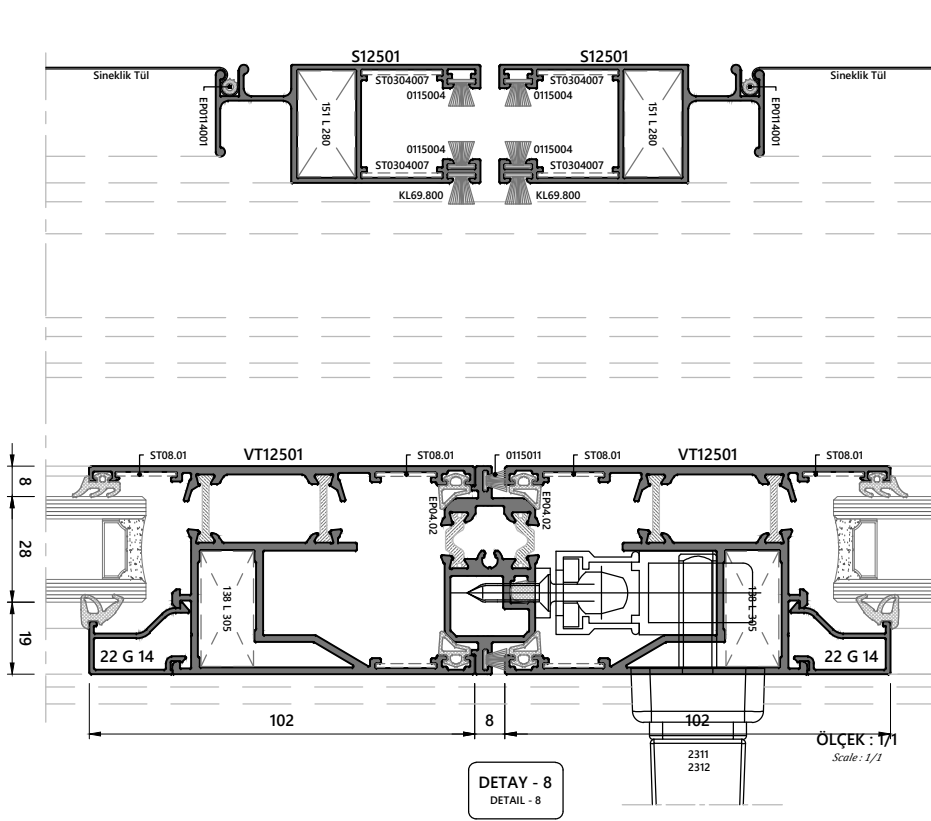 S12501
S12501
Sineklik Tül
ST0304007
ST0304007
Sineklik Tül
0115004
0115004
EP0114001
151 L 280
151 L 280
EP0114001
0115004
0115004
ST0304007
ST0304007
KL69.800
KL69.800
ST08.01
VT12501
ST08.01
0115011
ST08.01
VT12501
ST08.01
8
EP04.02
EP04.02
28
138 L 305
138 L 305
19
22 G 14
22 G 14
102
8
102
ÖLÇEK : 1/1
Scale : 1/1
2311
2312
DETAY - 8
DETAIL - 8